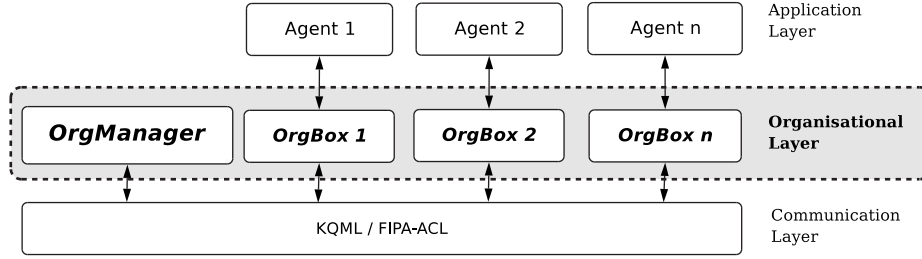 Agent 1
Agent 2
Agent n
Application
Layer
OrgManager
OrgBox 1
OrgBox 2
OrgBox n
Organisational
Layer
KQML / FIPA-ACL
Communication
Layer